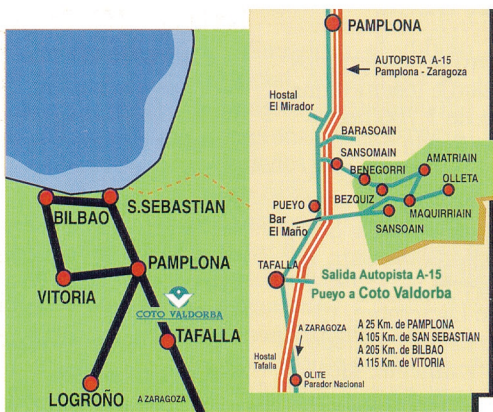 BILBAO
S.SEBASTIAN
VITORIA
PAMPLONA
COTO VALDORBA
TAFALLA
LOGROÑO
A ZARAGOZA
PAMPLONA
AUTOPISTA A-15
Pamplona - Zaragoza
Hostal
El Mirador
BARASOAIN
SANSOMAIN
BENEGORRI
AMATRIAIN
OLLETA
PUEYO
BEZQUIZ
MAQUIRRIAIN
Bar
El Maño
SANSOAIN
TAFALLA
Salida Autopista A-15
Pueyo a Coto Valdorba
A ZARAGOZA
A 25 Km. de PAMPLONA
A 105 Km. de SAN SEBASTIAN
A 205 Km. de BILBAO
A 115 Km. de VITORIA
Hostal
Tafalla
OLITE
Parador Nacional